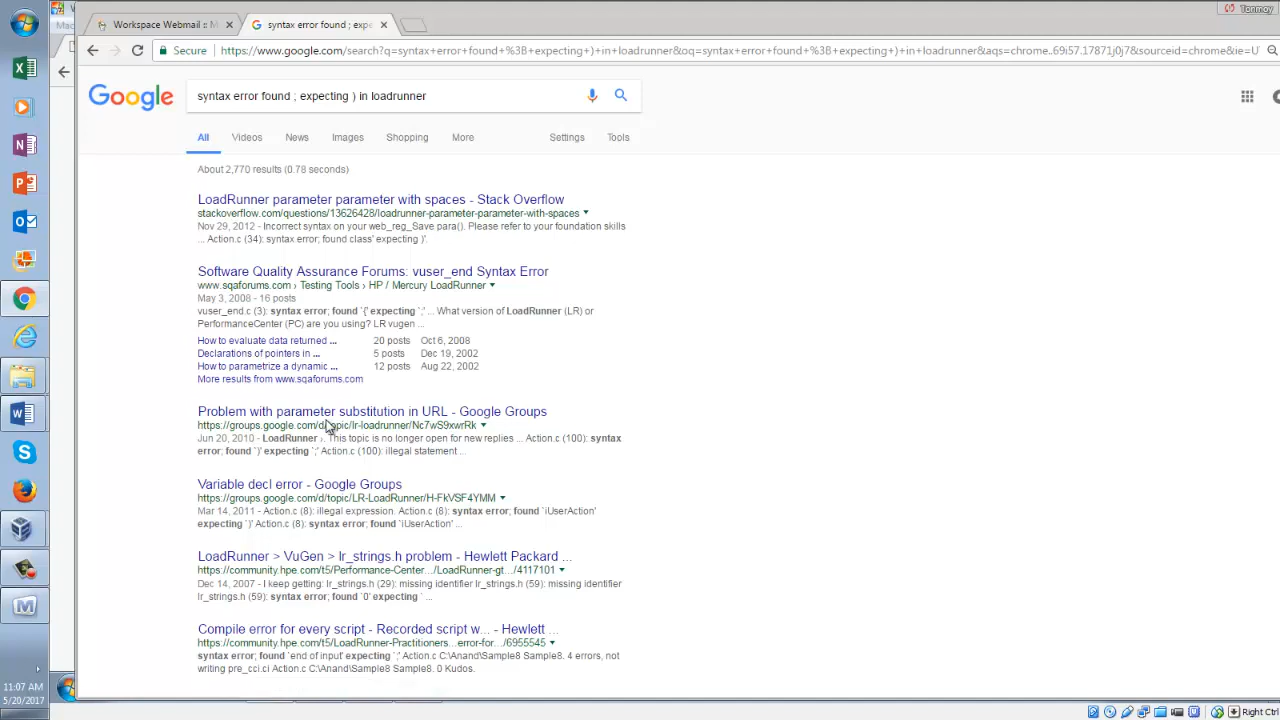 Tonmoy
Workspace Webmail :: M
syntax error found ; expe
Secure
https://www.google.com/search?q=syntax+error+found+%3B+expecting+)+in+loadrunner&oq=syntax+error+found+%3B+expecting+)+in+loadrunner&aqs=chrome..69i57.17871j0j7&sourceid=chrome&ie=U
Google
syntax error found ; expecting ) in loadrunner
All
Videos
News
Images
Shopping
More
Settings
Tools
About 2,770 results (0.78 seconds)
LoadRunner parameter parameter with spaces - Stack Overflow
stackoverflow.com/questions/13626428/loadrunner-parameter-parameter-with-spaces
Nov 29, 2012 - Incorrect syntax on your web_reg_Save para(). Please refer to your foundation skills
... Action.c (34): syntax error; found class' expecting )'.
Software Quality Assurance Forums: vuser_end Syntax Error
www.sqaforums.com › Testing Tools › HP / Mercury LoadRunner
May 3, 2008 - 16 posts
vuser_end.c (3): syntax error; found `{' expecting `;' ... What version of LoadRunner (LR) or
PerformanceCenter (PC) are you using? LR vugen ...
How to evaluate data returned ... 20 posts Oct 6, 2008
Declarations of pointers in ... 5 posts Dec 19, 2002
How to parametrize a dynamic ... 12 posts Aug 22, 2002
More results from www.sqaforums.com
Problem with parameter substitution in URL - Google Groups
https://groups.google.com/d/topic/lr-loadrunner/Nc7wS9xwrRk
Jun 20, 2010 - LoadRunner ›. This topic is no longer open for new replies ... Action.c (100): syntax
error; found `)' expecting `;' Action.c (100): illegal statement ...
Variable decl error - Google Groups
https://groups.google.com/d/topic/LR-LoadRunner/H-FkVSF4YMM
Mar 14, 2011 - Action.c (8): illegal expression. Action.c (8): syntax error; found `iUserAction'
expecting `)' Action.c (8): syntax error; found `iUserAction' ...
LoadRunner > VuGen > lr_strings.h problem - Hewlett Packard ...
https://community.hpe.com/t5/Performance-Center.../LoadRunner-gt.../4117101
Dec 14, 2007 - I keep getting: lr_strings.h (29): missing identifier lr_strings.h (59): missing identifier
lr_strings.h (59): syntax error; found `0' expecting ` ...
Compile error for every script - Recorded script w... - Hewlett ...
https://community.hpe.com/t5/LoadRunner-Practitioners...error-for.../6955545
syntax error; found `end of input' expecting `;' Action.c C:\Anand\Sample8 Sample8. 4 errors, not
writing pre_cci.ci Action.c C:\Anand\Sample8 Sample8. 0 Kudos.
11:07 AM
5/20/2017
Right Ctrl